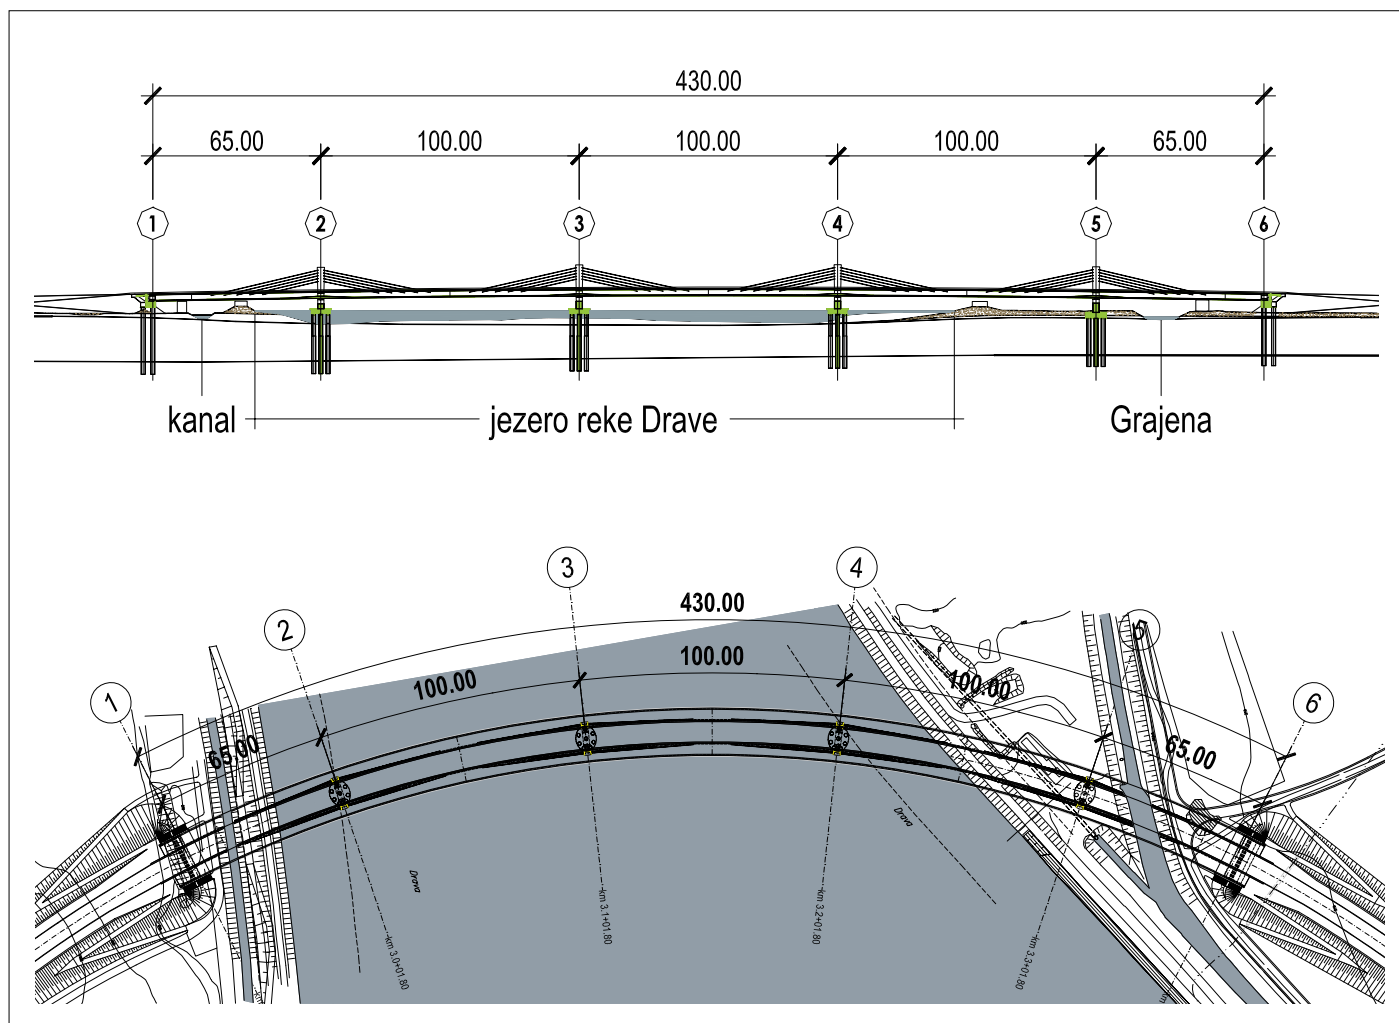 430.00
65.00 100.00 100.00 100.00 65.00
1 2 3 4 5 6
kanal jezero reke Drave Grajena
3 4
430.00
2 5
100.00
100.00 100.00
1 6
65.00 65.00
Drava
Drava
km 3.1+01.80 km 3.2+01.80
km 3.0+01.80 km 3.3+01.80